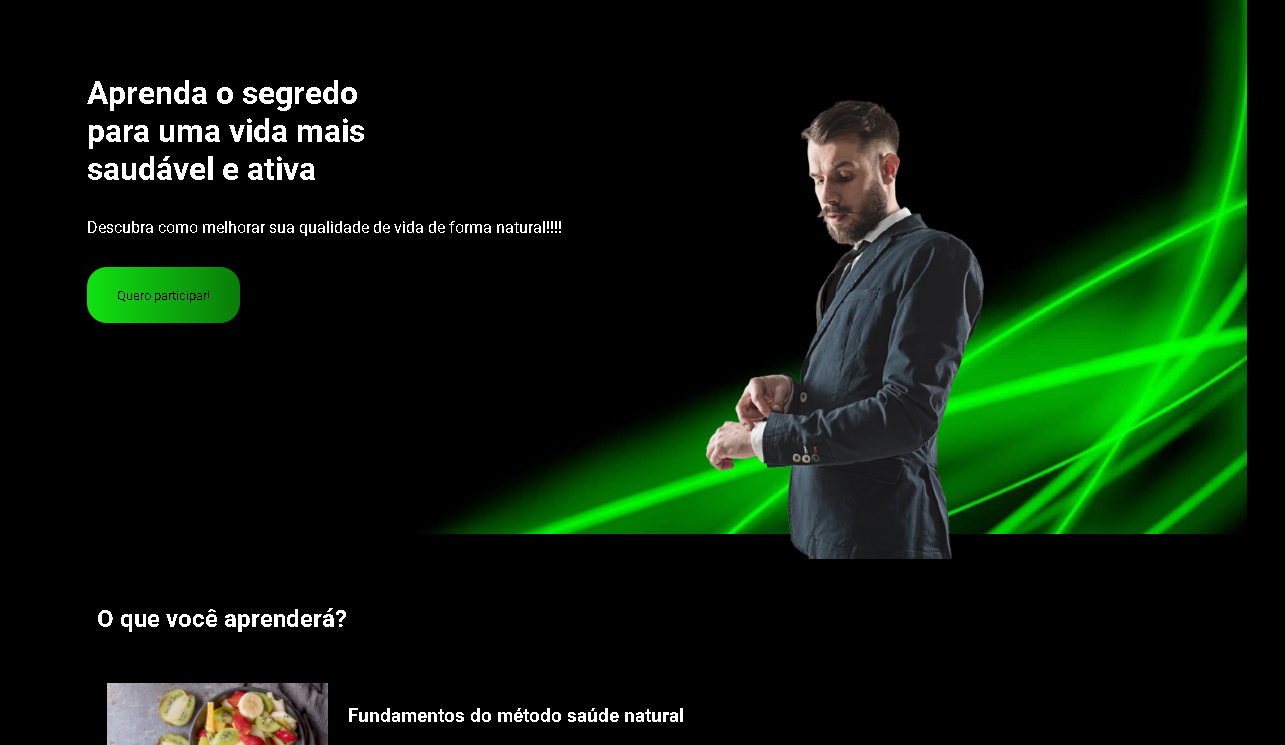 Aprenda o segredo
para uma vida mais
saudável e ativa
Descubra como melhorar sua qualidade de vida de forma natural!!!!!
Quero participar!
O que você aprenderá?
Fundamentos do método saúde natural